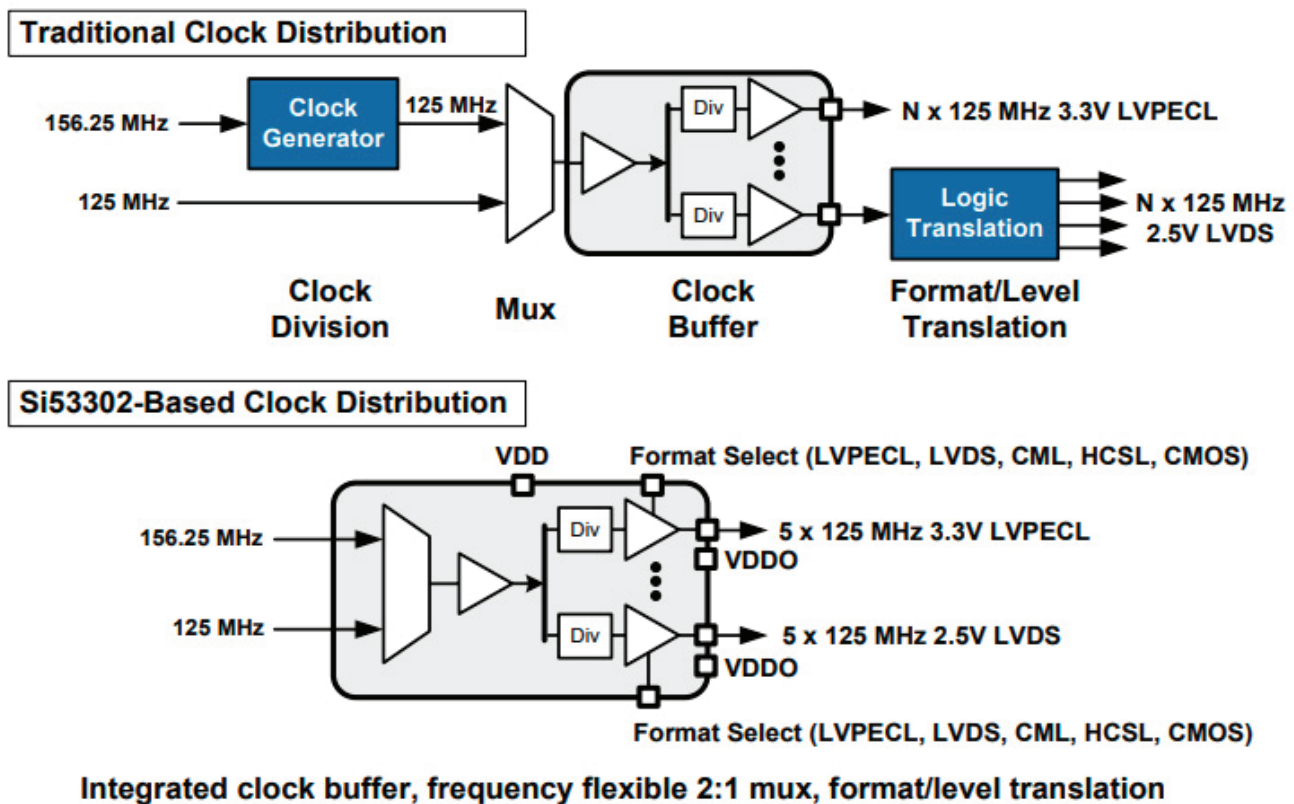 Traditional Clock Distribution
156.25 MHz
Clock
Generator
125 MHz
125 MHz
Div
Div
N x 125 MHz 3.3V LVPECL
Logic
Translation
N x 125 MHz
2.5V LVDS
Clock
Division
Mux
Clock
Buffer
Format/Level
Translation
Si53302-Based Clock Distribution
VDD
Format Select (LVPECL, LVDS, CML, HCSL, CMOS)
156.25 MHz
125 MHz
Div
Div
5 x 125 MHz 3.3V LVPECL
VDDO
5 x 125 MHz 2.5V LVDS
VDDO
Format Select (LVPECL, LVDS, CML, HCSL, CMOS)
Integrated clock buffer, frequency flexible 2:1 mux, format/level translation